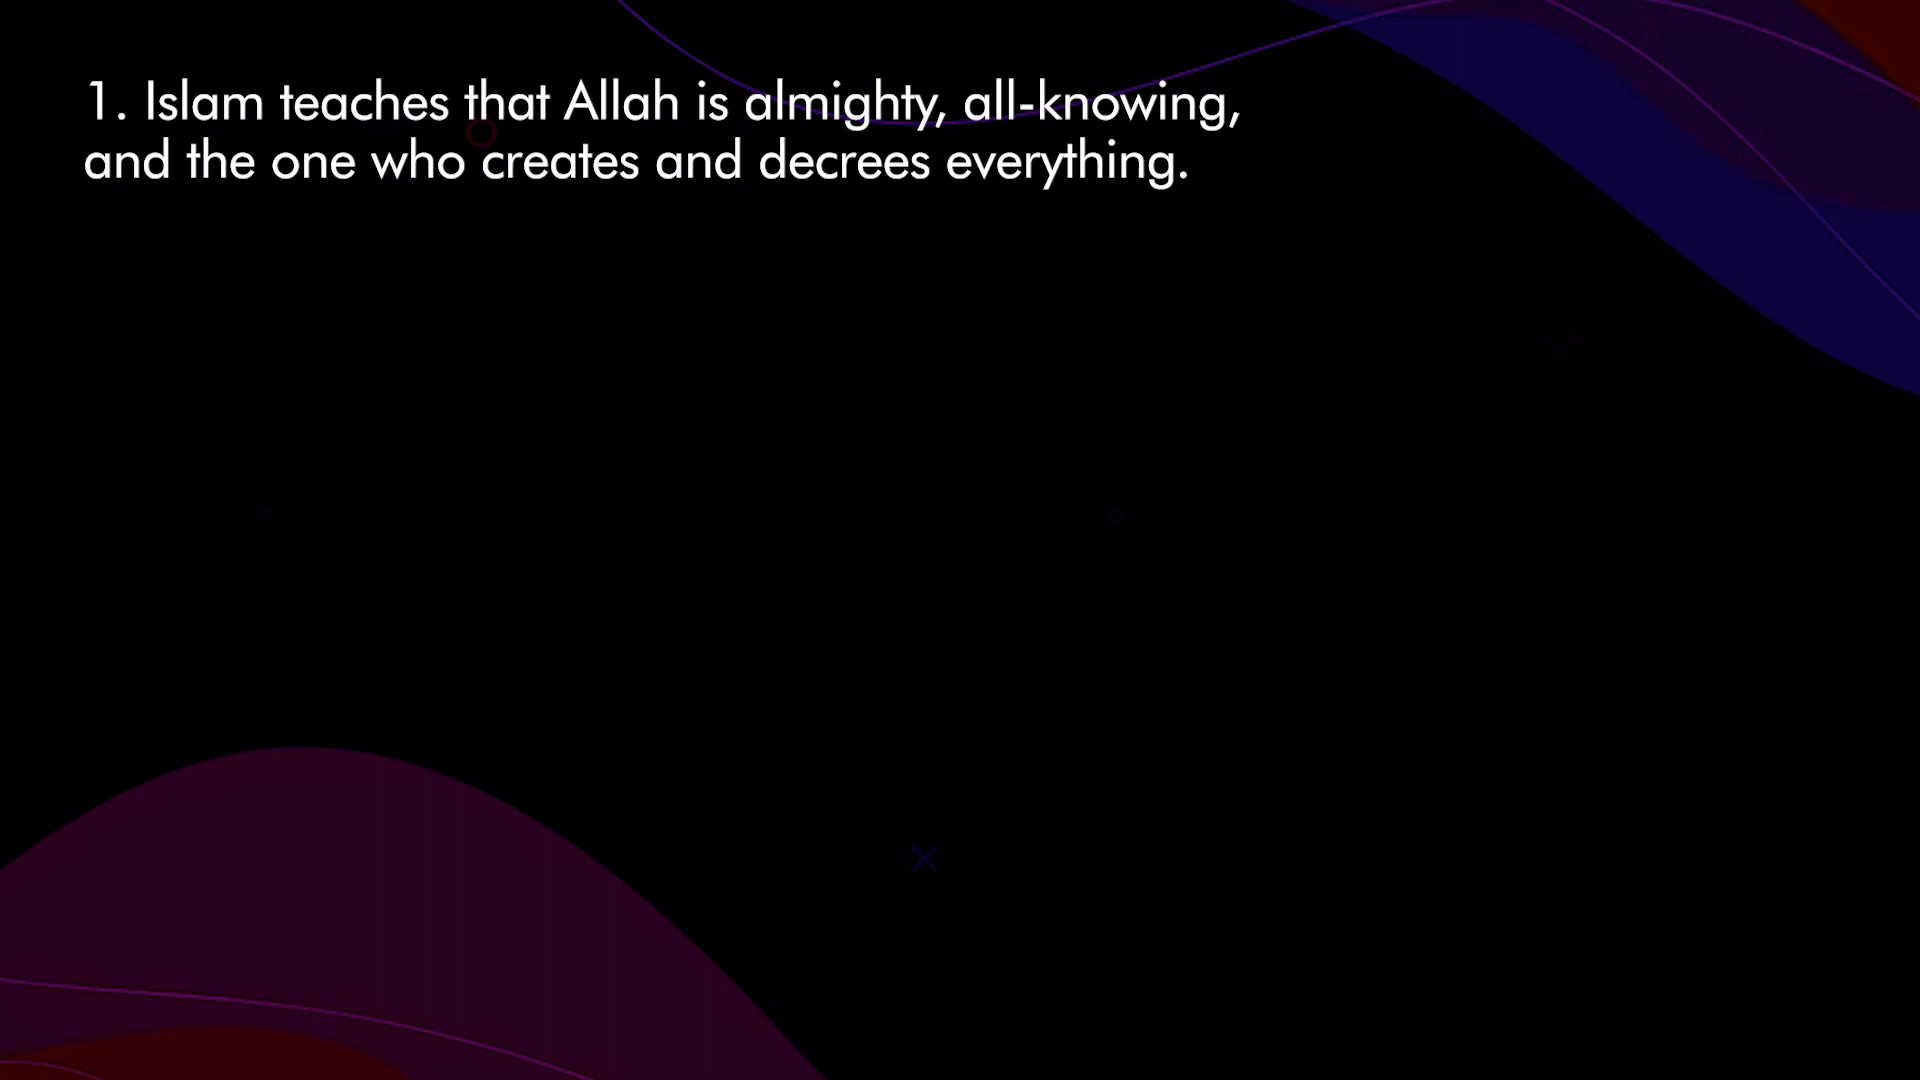 1. Islam teaches that Allah is almighty, all-knowing,
and the one who creates and decrees everything.